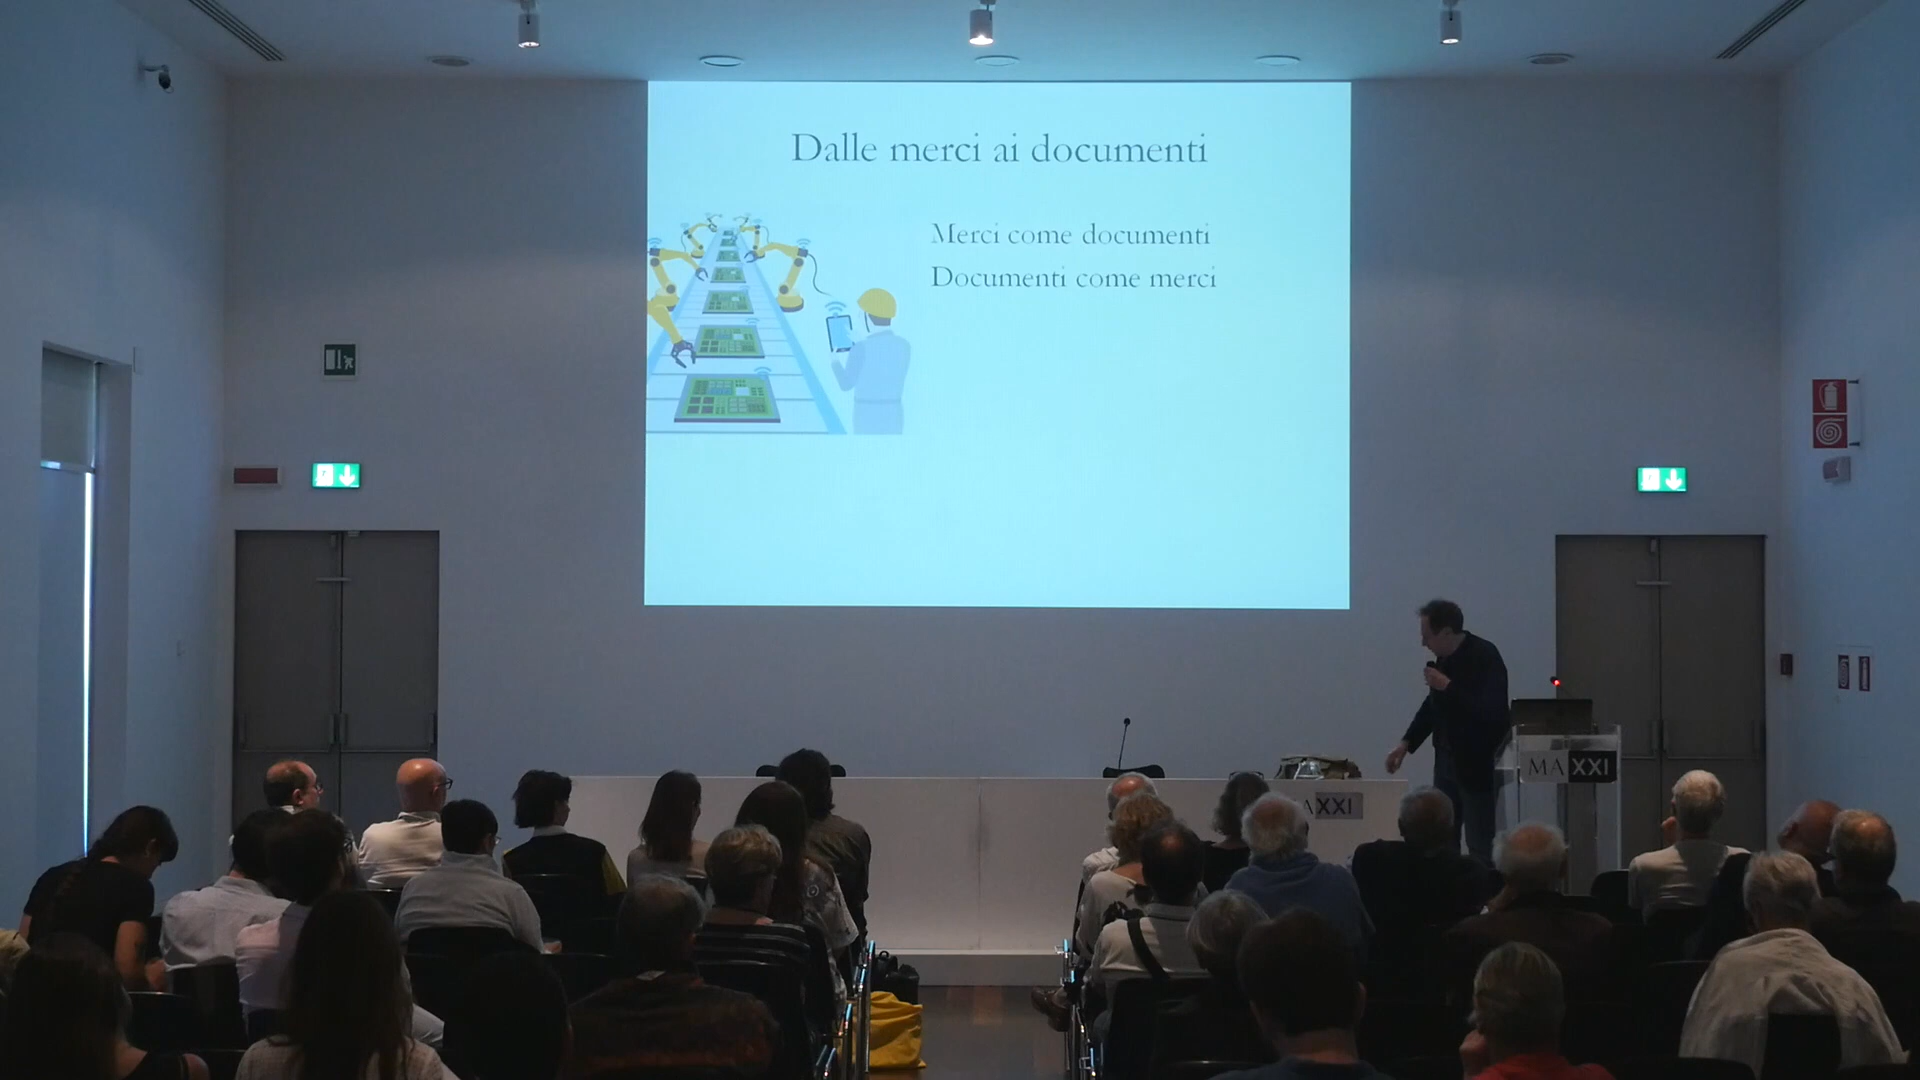 Dalle merci ai documenti
Merci come documenti
Documenti come merci
MAXXI
AXXI